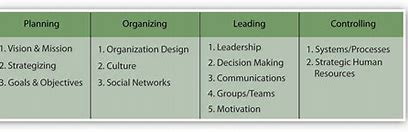 Planning
Organizing
Leading
Controlling
1. Vision & Mission
2. Strategizing
3. Goals & Objectives
1. Organization Design
2. Culture
3. Social Networks
1. Leadership
2. Decision Making
3. Communications
4. Groups/Teams
5. Motivation
1. Systems/Processes
2. Strategic Human
Resources